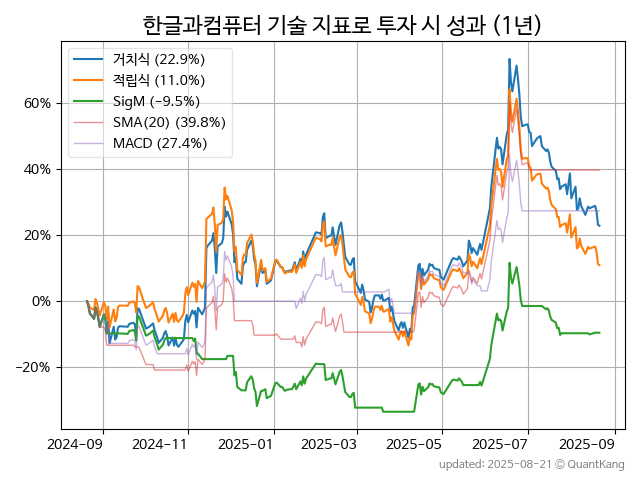 한글과컴퓨터 기술 지표로 투자 시 성과 (1년)
거치식 (22.9%)
적립식 (11.0%)
SigM (−9.5%)
SMA(20) (39.8%)
MACD (27.4%)
60%
40%
20%
0%
−20%
2024-09 2024-11 2025-01 2025-03 2025-05 2025-07 2025-09
updated: 2025-08-21 © QuantKang